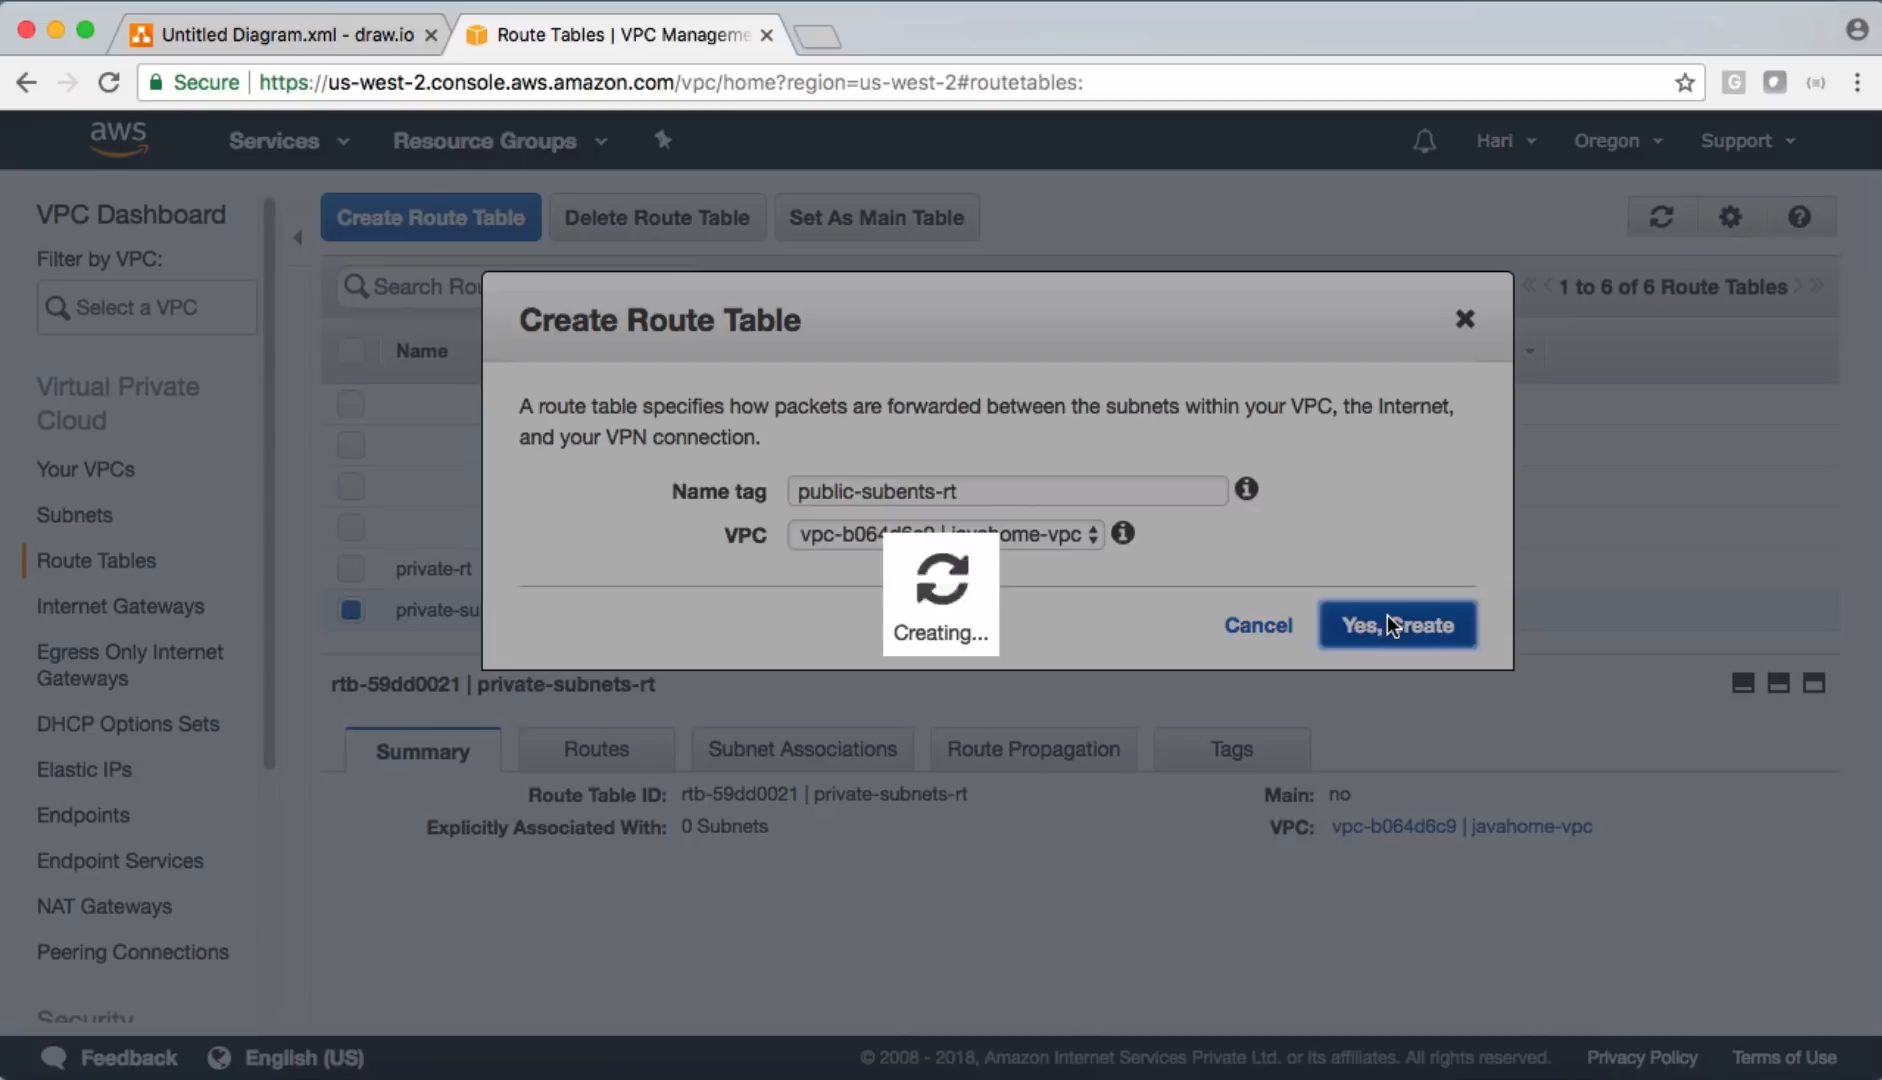 Untitled Diagram.xml - draw.io
Route Tables | VPC Manageme
Secure
https://us-west-2.console.aws.amazon.com/vpc/home?region=us-west-2#routetables:
aws
Services
Resource Groups
Hari
Oregon
Support
VPC Dashboard
Filter by VPC:
Select a VPC
Virtual Private
Cloud
Your VPCs
Subnets
Route Tables
Internet Gateways
Egress Only Internet
Gateways
DHCP Options Sets
Elastic IPs
Endpoints
Endpoint Services
NAT Gateways
Peering Connections
Security
Create Route Table
Delete Route Table
Set As Main Table
Search Rou
1 to 6 of 6 Route Tables
Name
private-rt
private-su
Create Route Table
A route table specifies how packets are forwarded between the subnets within your VPC, the Internet,
and your VPN connection.
Name tag
public-subents-rt
VPC
vpc-b064d6c9 | javahome-vpc
Creating...
Cancel
Yes, Create
rtb-59dd0021 | private-subnets-rt
Summary
Routes
Subnet Associations
Route Propagation
Tags
Route Table ID: rtb-59dd0021 | private-subnets-rt
Main: no
Explicitly Associated With: 0 Subnets
VPC: vpc-b064d6c9 | javahome-vpc
Feedback
English (US)
© 2008 - 2018, Amazon Internet Services Private Ltd. or its affiliates. All rights reserved.
Privacy Policy
Terms of Use